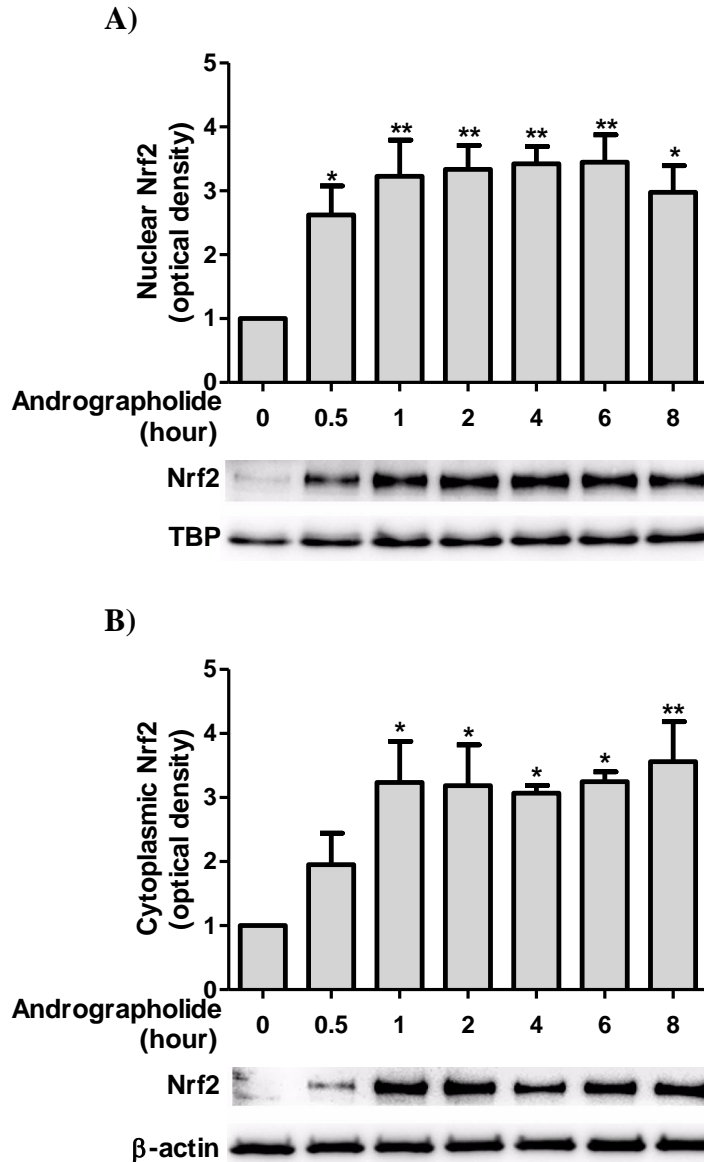 A)
Nuclear Nrf2
(optical density)
5
4
3
2
1
0
* ** ** ** ** *
Andrographolide
(hour)
0 0.5 1 2 4 6 8
Nrf2
TBP
B)
Cytoplasmic Nrf2
(optical density)
5
4
3
2
1
0
* * * * **
Andrographolide
(hour)
0 0.5 1 2 4 6 8
Nrf2
β-actin